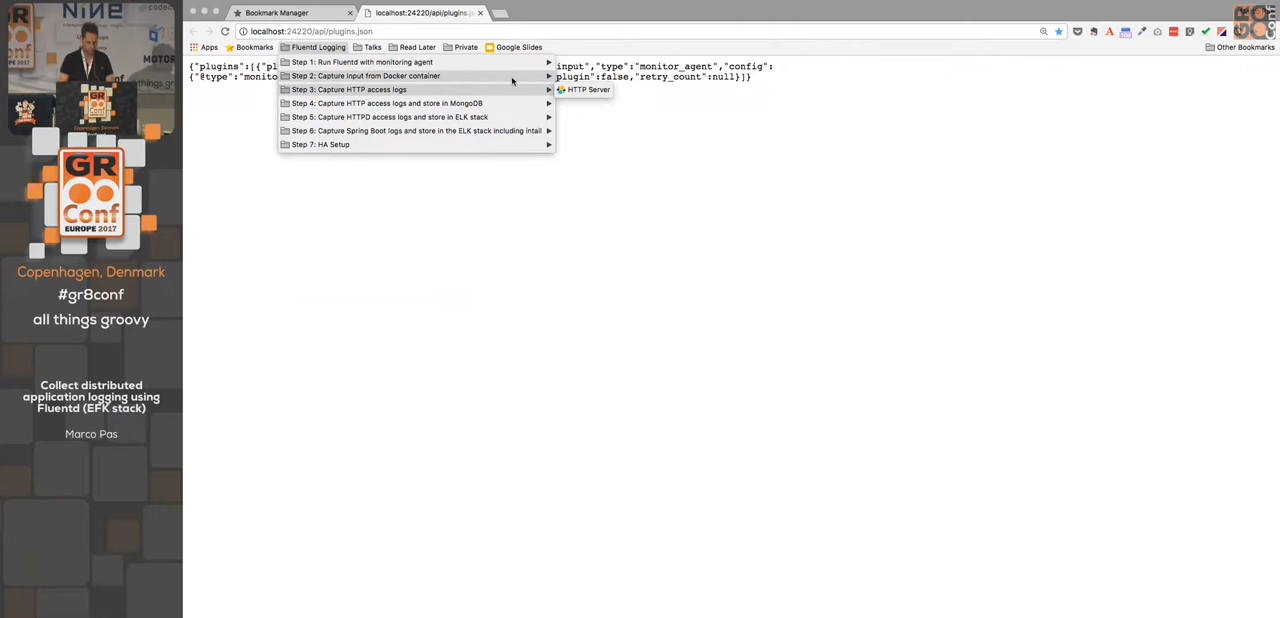 NINE
MOTOR
GR8
Conf
EUROPE 2017
Copenhagen, Denmark
#gr8conf
all things groovy
Collect distributed
application logging using
Fluentd (EFK stack)
Marco Pas
Bookmark Manager
localhost:24220/api/plugins.js
localhost:24220/api/plugins.json
Apps
Bookmarks
Fluentd Logging
Talks
Read Later
Private
Google Slides
Other Bookmarks
{"plugins":[{"pl
input","type":"monitor_agent","config":
{"@type":"monito
plugin":false,"retry_count":null}]}
Step 1: Run Fluentd with monitoring agent
Step 2: Capture input from Docker container
Step 3: Capture HTTP access logs
HTTP Server
Step 4: Capture HTTP access logs and store in MongoDB
Step 5: Capture HTTPD access logs and store in ELK stack
Step 6: Capture Spring Boot logs and store in the ELK stack including intail
Step 7: HA Setup